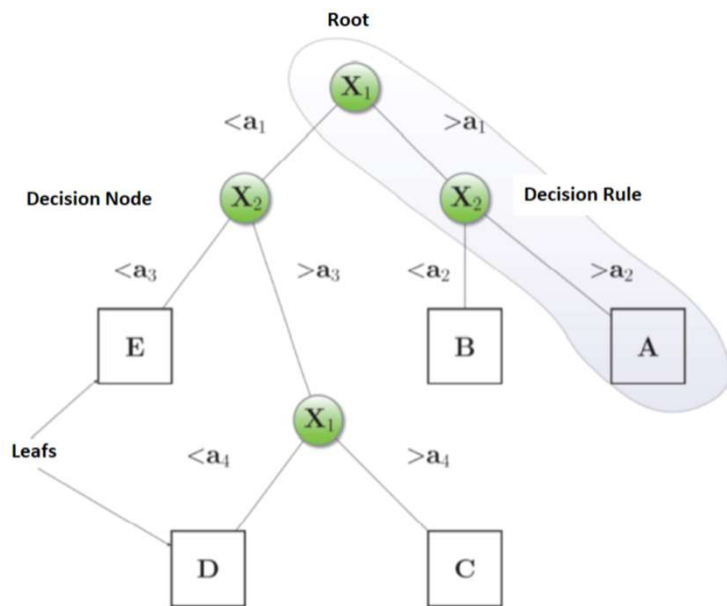 Root
X₁
<a₁ >a₁
Decision Node X₂ X₂ Decision Rule
<a₃ >a₃ <a₂ >a₂
E B A
X₁
Leafs <a₄ >a₄
D C